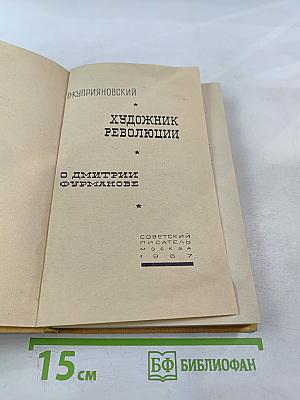 П·КУПРИЯНОВСКИЙ
ХУДОЖНИК
РЕВОЛЮЦИИ
О ДМИТРИИ
ФУРМАНОВЕ
СОВЕТСКИЙ
ПИСАТЕЛЬ
МОСКВА
1967
15 см
БФ БИБЛИОФАН